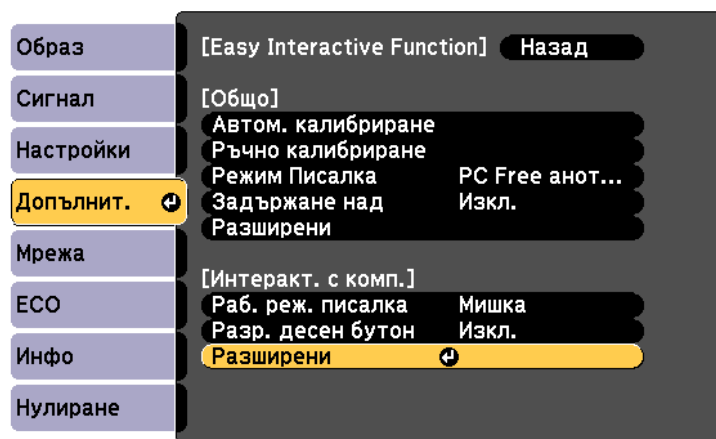 Образ
Сигнал
Настройки
Допълнит.
Мрежа
ECO
Инфо
Нулиране
[Easy Interactive Function] Назад
[Общо]
Автом. калибриране
Ръчно калибриране
Режим Писалка PC Free анот...
Задържане над Изкл.
Разширени
[Интеракт. с комп.]
Раб. реж. писалка Мишка
Разр. десен бутон Изкл.
Разширени